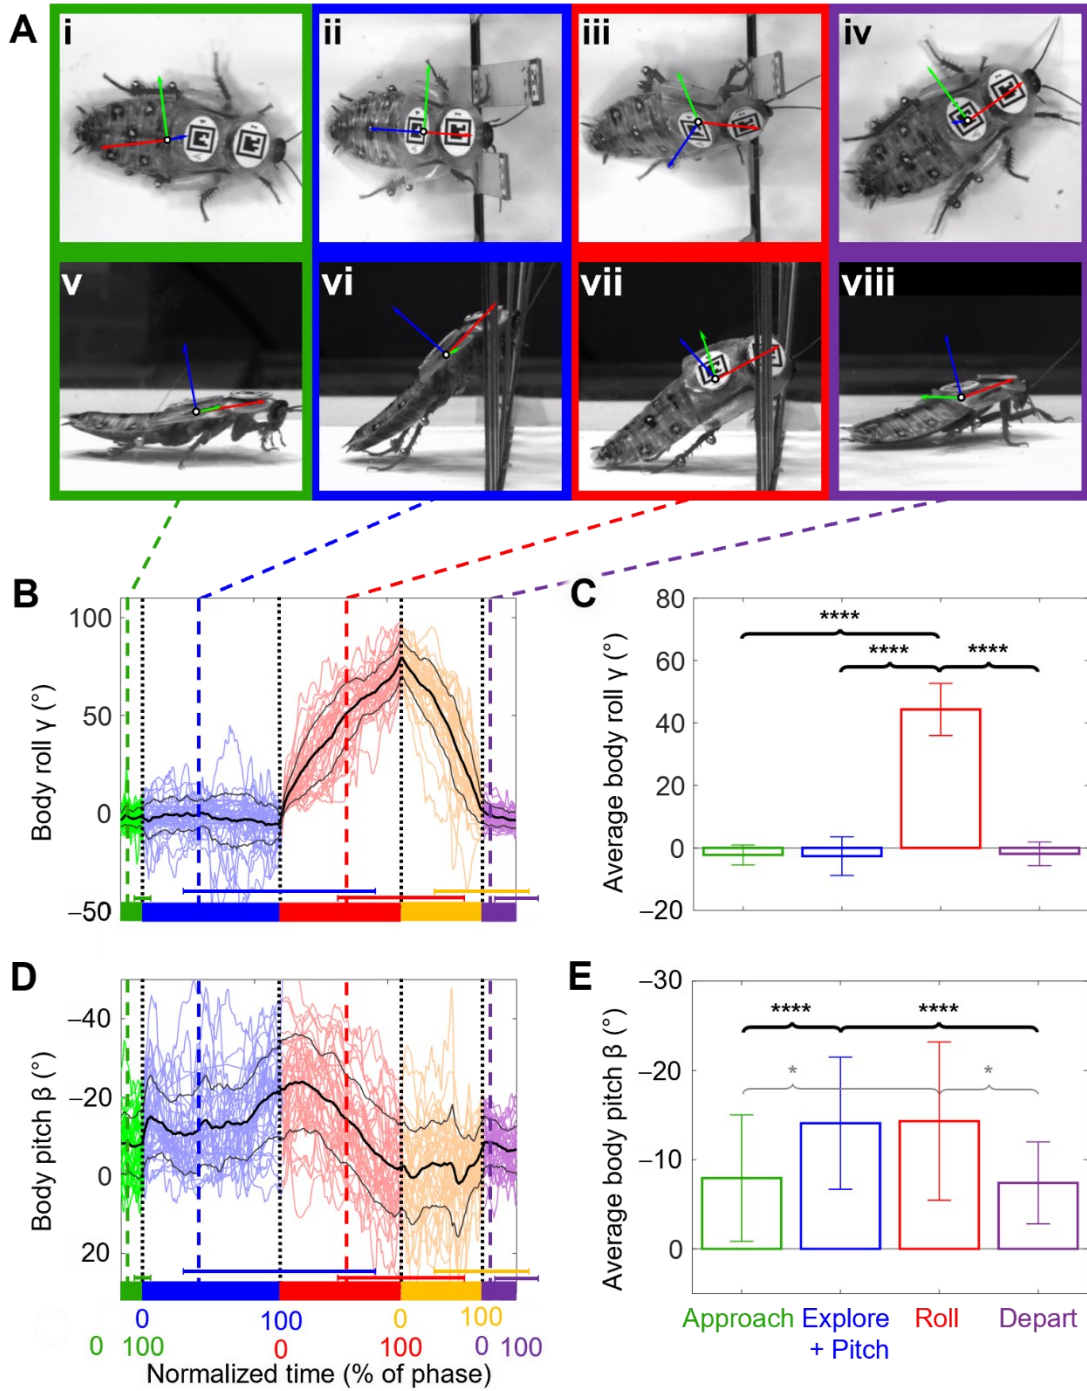 A
i
ii
iii
iv
v
vi
vii
viii
B
Body roll γ (°)
100
50
0
–50
C
Average body roll γ (°)
80
60
40
20
0
–20
****
****
****
D
Body pitch β (°)
–40
–20
0
20
0 100 0 100
0 100 0 100 0 100
Normalized time (% of phase)
E
Average body pitch β (°)
–30
–20
–10
0
****
****
*
*
Approach Explore Roll Depart
+ Pitch